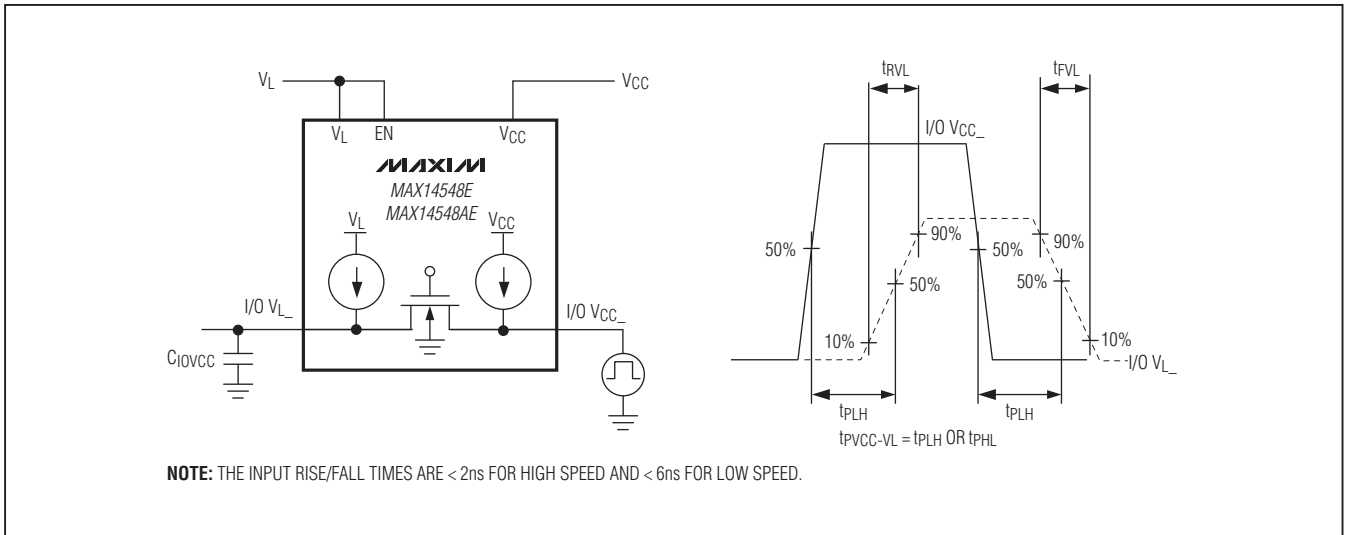 VL
VCC
VL
EN
VCC
MAXIM
MAX14548E
MAX14548AE
VL
VCC
I/O VL_
I/O VCC_
CIOVCC
tRVL
tFVL
I/O VCC_
50%
90%
50%
10%
50%
90%
50%
10%
I/O VL_
tPLH
tPLH
tPVCC-VL = tPLH OR tPHL
NOTE: THE INPUT RISE/FALL TIMES ARE < 2ns FOR HIGH SPEED AND < 6ns FOR LOW SPEED.